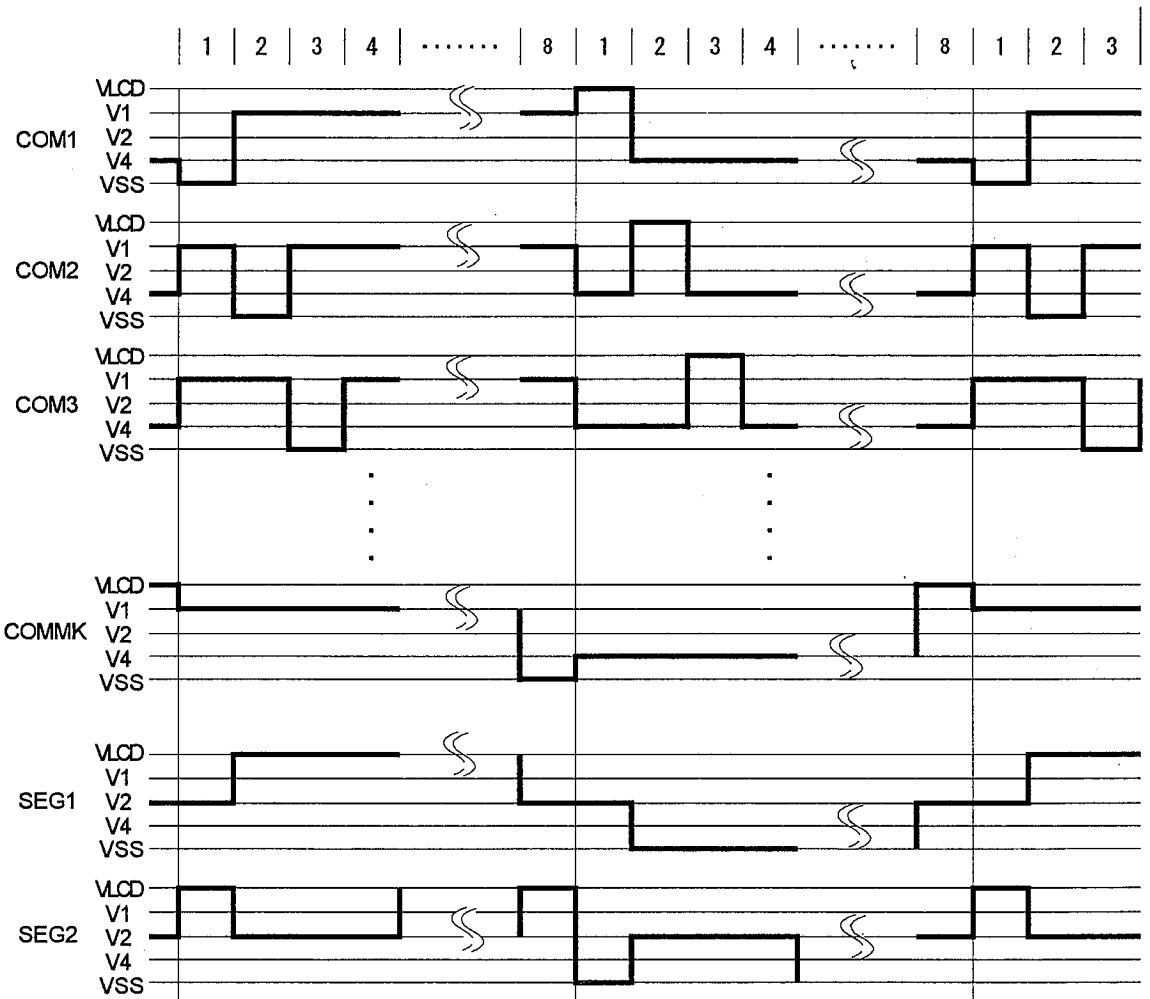 1 2 3 4 ······· 8 1 2 3 4 ······· 8 1 2 3
COM1
VLCD
V1
V2
V4
VSS
COM2
VLCD
V1
V2
V4
VSS
COM3
VLCD
V1
V2
V4
VSS
COMMK
VLCD
V1
V2
V4
VSS
SEG1
VLCD
V1
V2
V4
VSS
SEG2
VLCD
V1
V2
V4
VSS